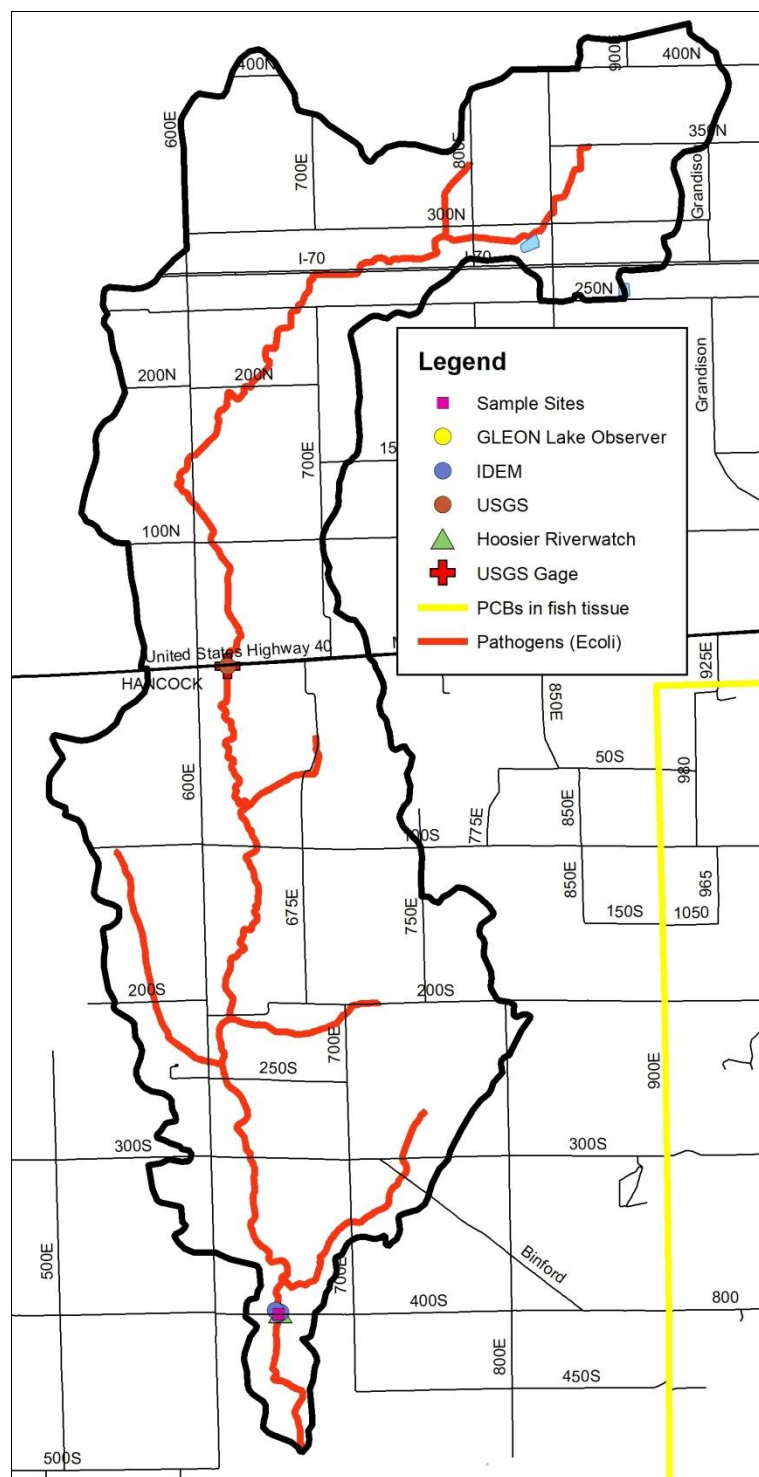 400N
900E
400N
600E
800E
350N
700E
Grandison
300N
I-70
I-70
250N
Legend
200N
200N
Grandison
Sample Sites
GLEON Lake Observer
700E
15
IDEM
USGS
100N
Hoosier Riverwatch
USGS Gage
PCBs in fish tissue
Pathogens (Ecoli)
United States Highway 40
N
925E
HANCOCK
850E
600E
50S
980
775E
850E
100S
675E
750E
850E
965
150S
1050
200S
200S
700E
250S
900E
300S
300S
500E
700E
Binford
400S
800
800E
450S
500S